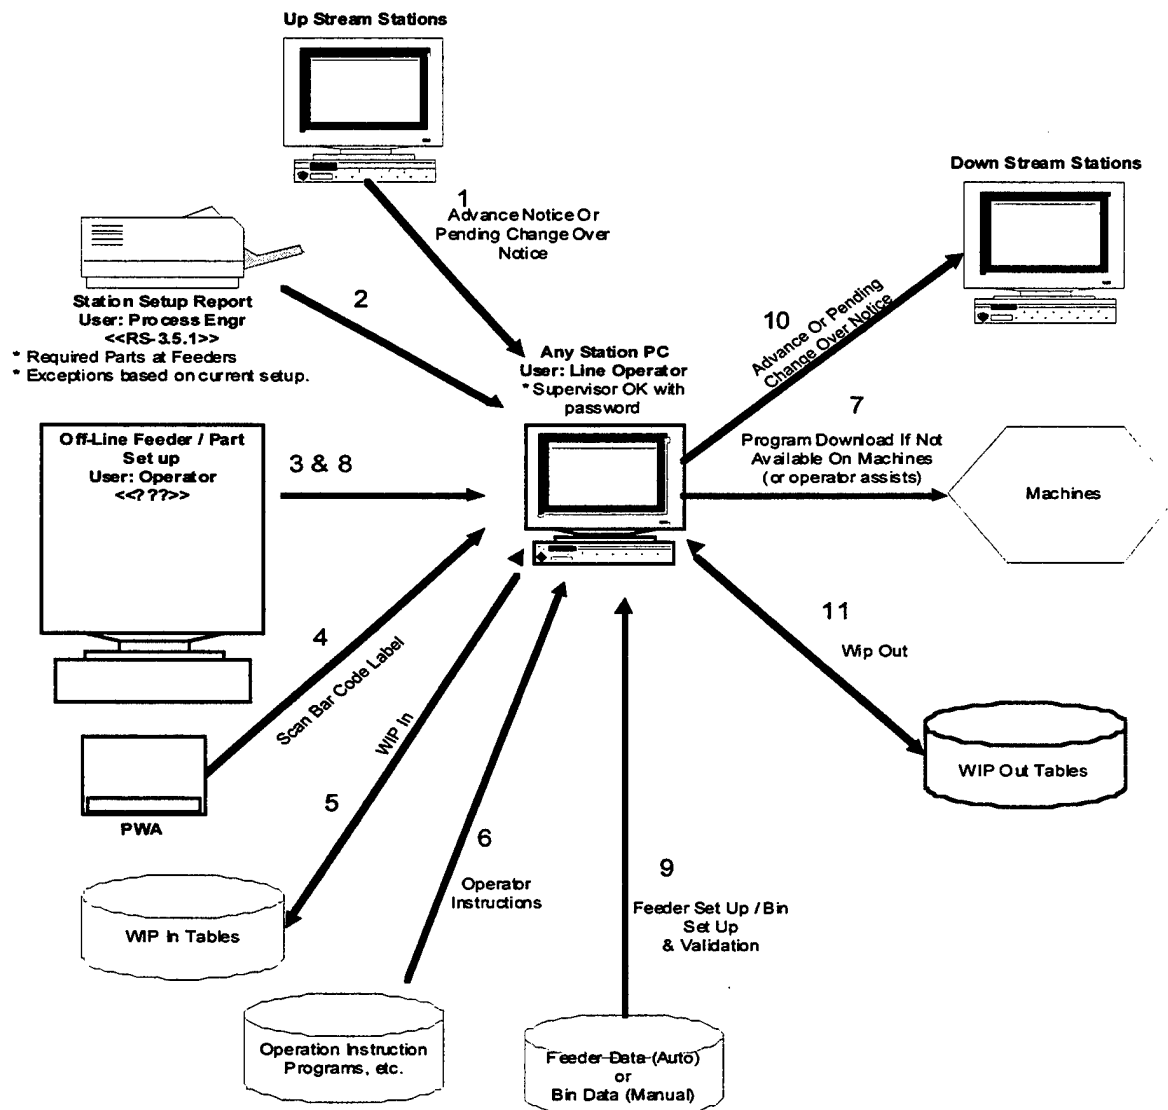 Up Stream Stations
Down Stream Stations
1
Advance Notice Or
Pending Change Over
Notice
Station Setup Report
User: Process Engr
<<RS-3.5.1>>
* Required Parts at Feeders
* Exceptions based on current setup.
2
Any Station PC
User: Line Operator
* Supervisor OK with
password
10
Advance Or Pending
Change Over Notice
7
Program Download If Not
Available On Machines
(or operator assists)
Machines
Off-Line Feeder / Part
Set up
User: Operator
<<???>>
3 & 8
4
Scan Bar Code Label
PWA
5
WIP In
WIP In Tables
6
Operator
Instructions
Operation Instruction
Programs, etc.
9
Feeder Set Up / Bin
Set Up
& Validation
Feeder Data (Auto)
or
Bin Data (Manual)
11
Wip Out
WIP Out Tables